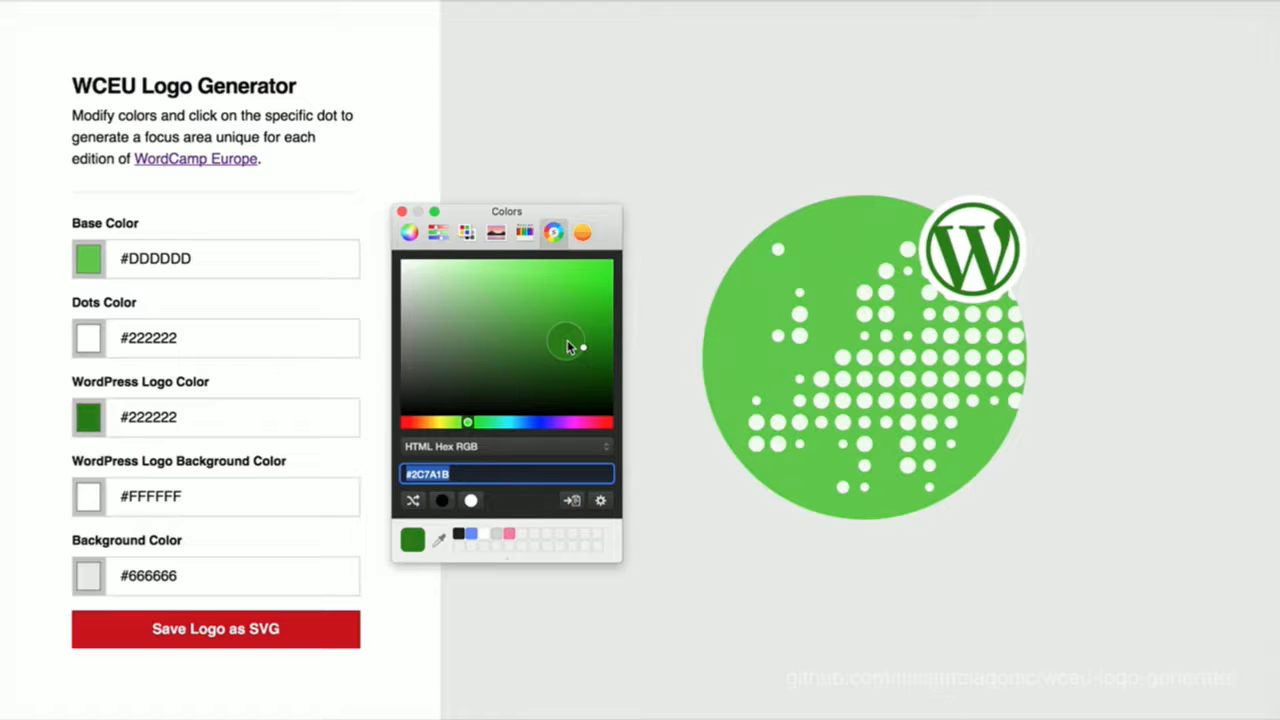 WCEU Logo Generator
Modify colors and click on the specific dot to
generate a focus area unique for each
edition of WordCamp Europe.
Base Color
#DDDDDD
Dots Color
#222222
WordPress Logo Color
#222222
WordPress Logo Background Color
#FFFFFF
Background Color
#666666
Save Logo as SVG
Colors
HTML Hex RGB
#2C7A1B
W